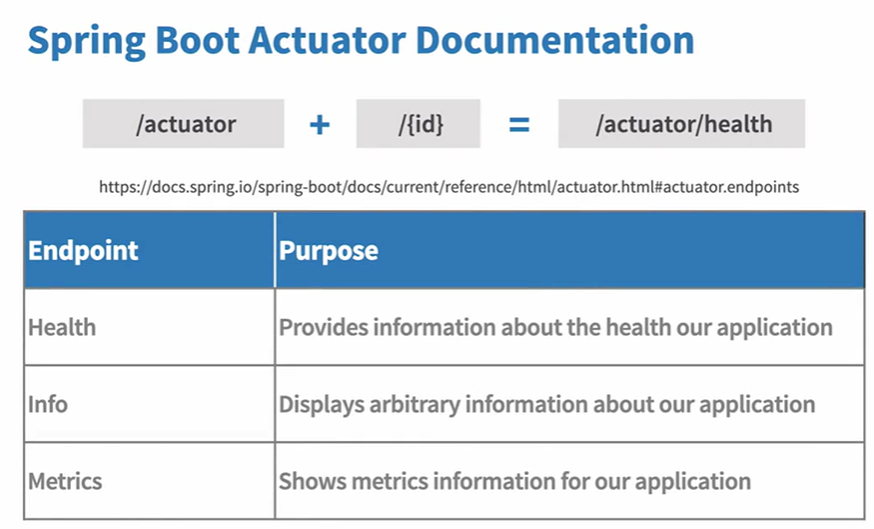 Spring Boot Actuator Documentation
/actuator + /{id} = /actuator/health
https://docs.spring.io/spring-boot/docs/current/reference/html/actuator.html#actuator.endpoints
Endpoint Purpose
Health Provides information about the health our application
Info Displays arbitrary information about our application
Metrics Shows metrics information for our application